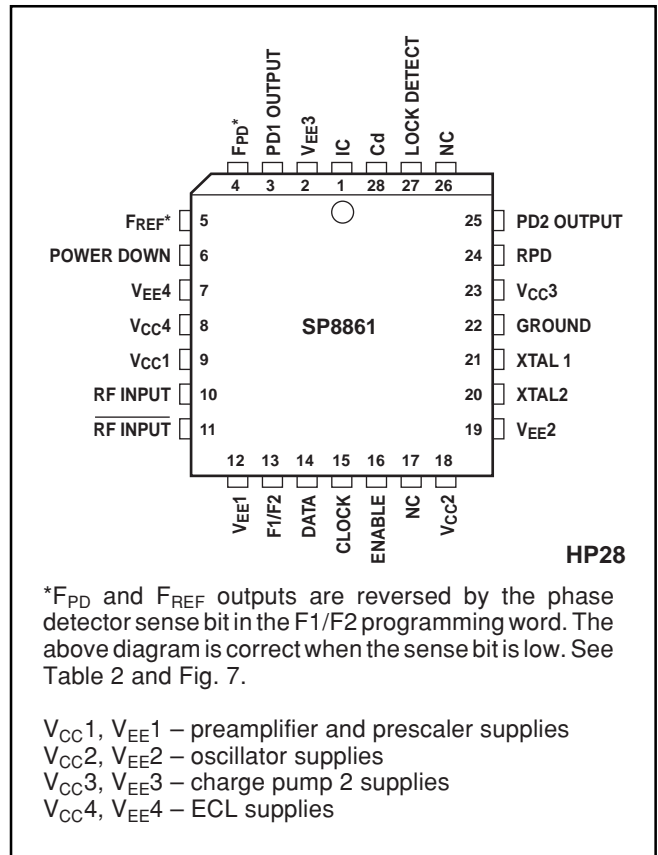 FPD*
PD1 OUTPUT
VEE3
IC
Cd
LOCK DETECT
NC
4 3 2 1 28 27 26
FREF* 5
POWER DOWN 6
VEE4 7
VCC4 8
VCC1 9
RF INPUT 10
RF INPUT 11
SP8861
25 PD2 OUTPUT
24 RPD
23 VCC3
22 GROUND
21 XTAL 1
20 XTAL2
19 VEE2
12 13 14 15 16 17 18
VEE1
F1/F2
DATA
CLOCK
ENABLE
NC
VCC2
HP28
*FPD and FREF outputs are reversed by the phase
detector sense bit in the F1/F2 programming word. The
above diagram is correct when the sense bit is low. See
Table 2 and Fig. 7.
VCC1, VEE1 – preamplifier and prescaler supplies
VCC2, VEE2 – oscillator supplies
VCC3, VEE3 – charge pump 2 supplies
VCC4, VEE4 – ECL supplies